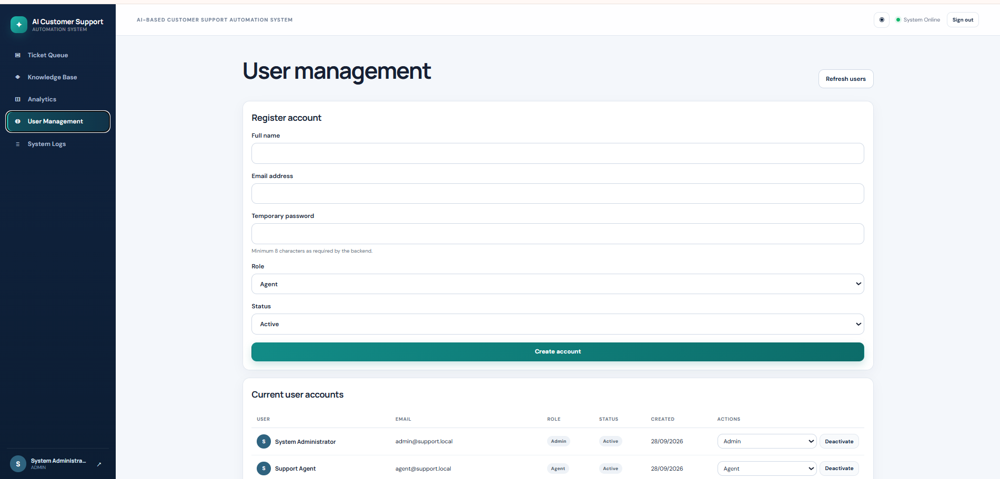 AI Customer Support
AUTOMATION SYSTEM
Ticket Queue
Knowledge Base
Analytics
User Management
System Logs
S
System Administra...
ADMIN
AI-BASED CUSTOMER SUPPORT AUTOMATION SYSTEM
System Online
Sign out
User management
Refresh users
Register account
Full name
Email address
Temporary password
Minimum 8 characters as required by the backend.
Role
Agent
Status
Active
Create account
Current user accounts
USER EMAIL ROLE STATUS CREATED ACTIONS
S System Administrator admin@support.local Admin Active 28/09/2026 Admin Deactivate
S Support Agent agent@support.local Agent Active 28/09/2026 Agent Deactivate